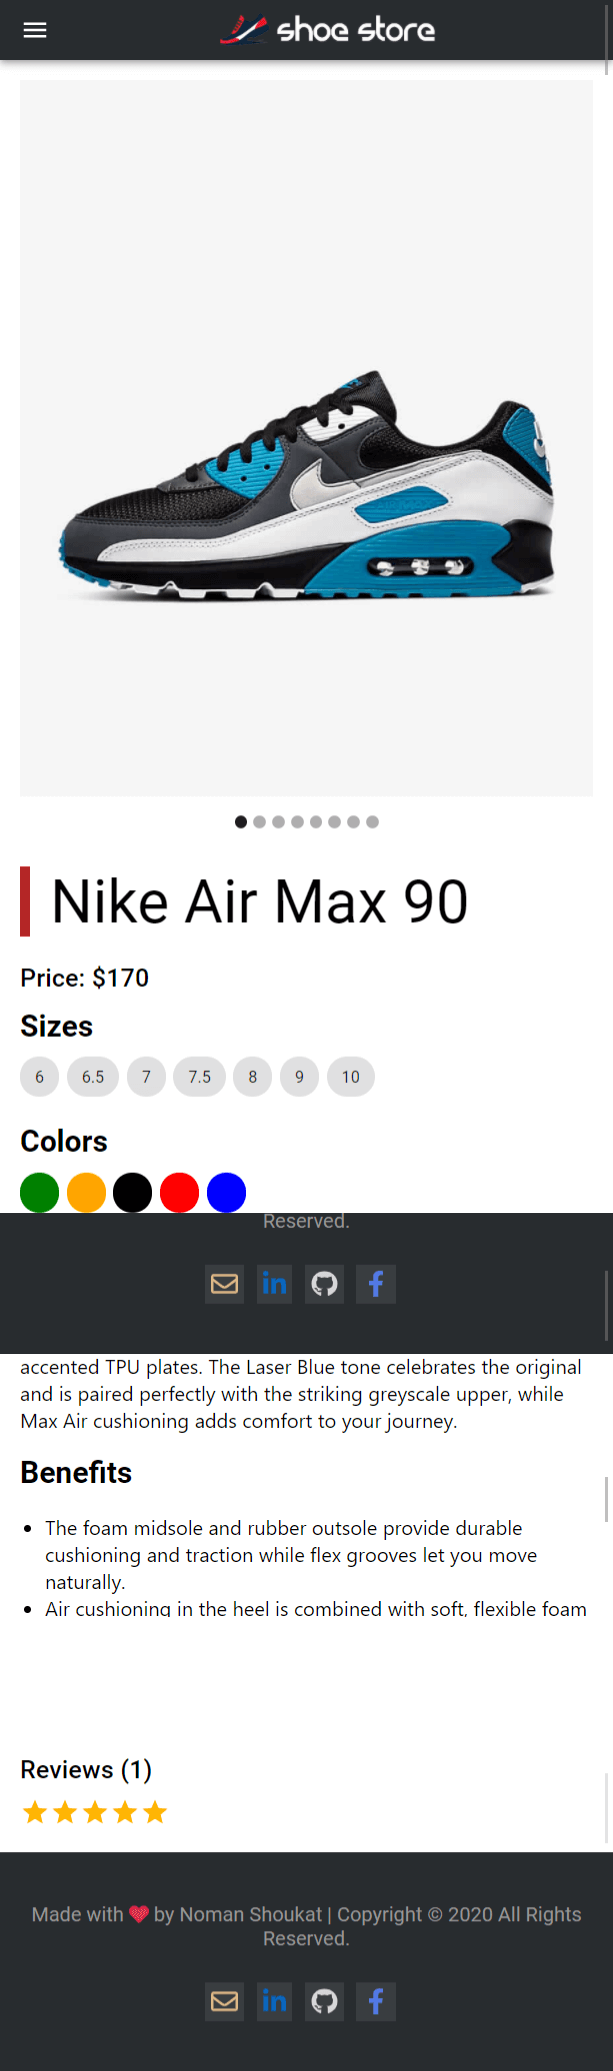 shoe store
Nike Air Max 90
Price: $170
Sizes
6 6.5 7 7.5 8 9 10
Colors
Reserved.
accented TPU plates. The Laser Blue tone celebrates the original
and is paired perfectly with the striking greyscale upper, while
Max Air cushioning adds comfort to your journey.
Benefits
• The foam midsole and rubber outsole provide durable
cushioning and traction while flex grooves let you move
naturally.
• Air cushioning in the heel is combined with soft, flexible foam
Reviews (1)
Made with ❤ by Noman Shoukat | Copyright © 2020 All Rights
Reserved.